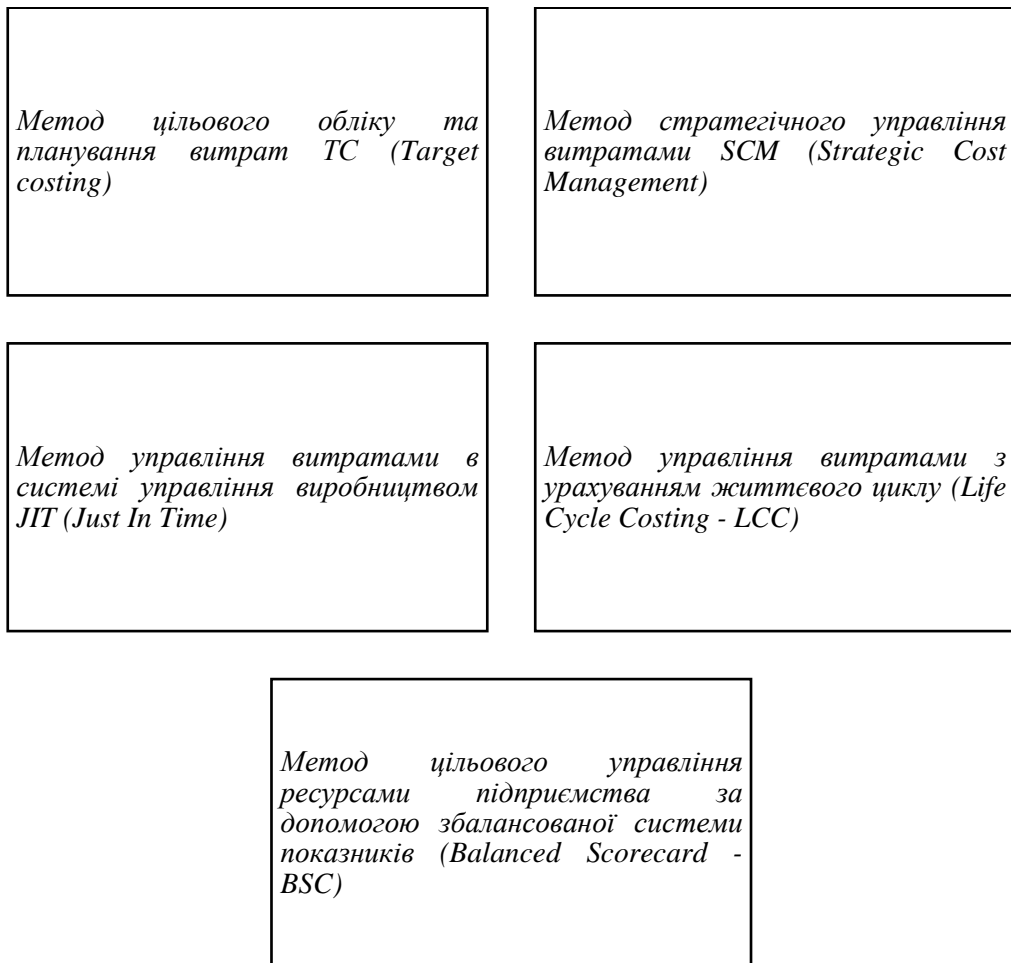 Метод цільового обліку та
планування витрат ТС (Target
costing)
Метод стратегічного управління
витратами SCM (Strategic Cost
Management)
Метод управління витратами в
системі управління виробництвом
JIT (Just In Time)
Метод управління витратами з
урахуванням життєвого циклу (Life
Cycle Costing - LCC)
Метод цільового управління
ресурсами підприємства за
допомогою збалансованої системи
показників (Balanced Scorecard -
BSC)